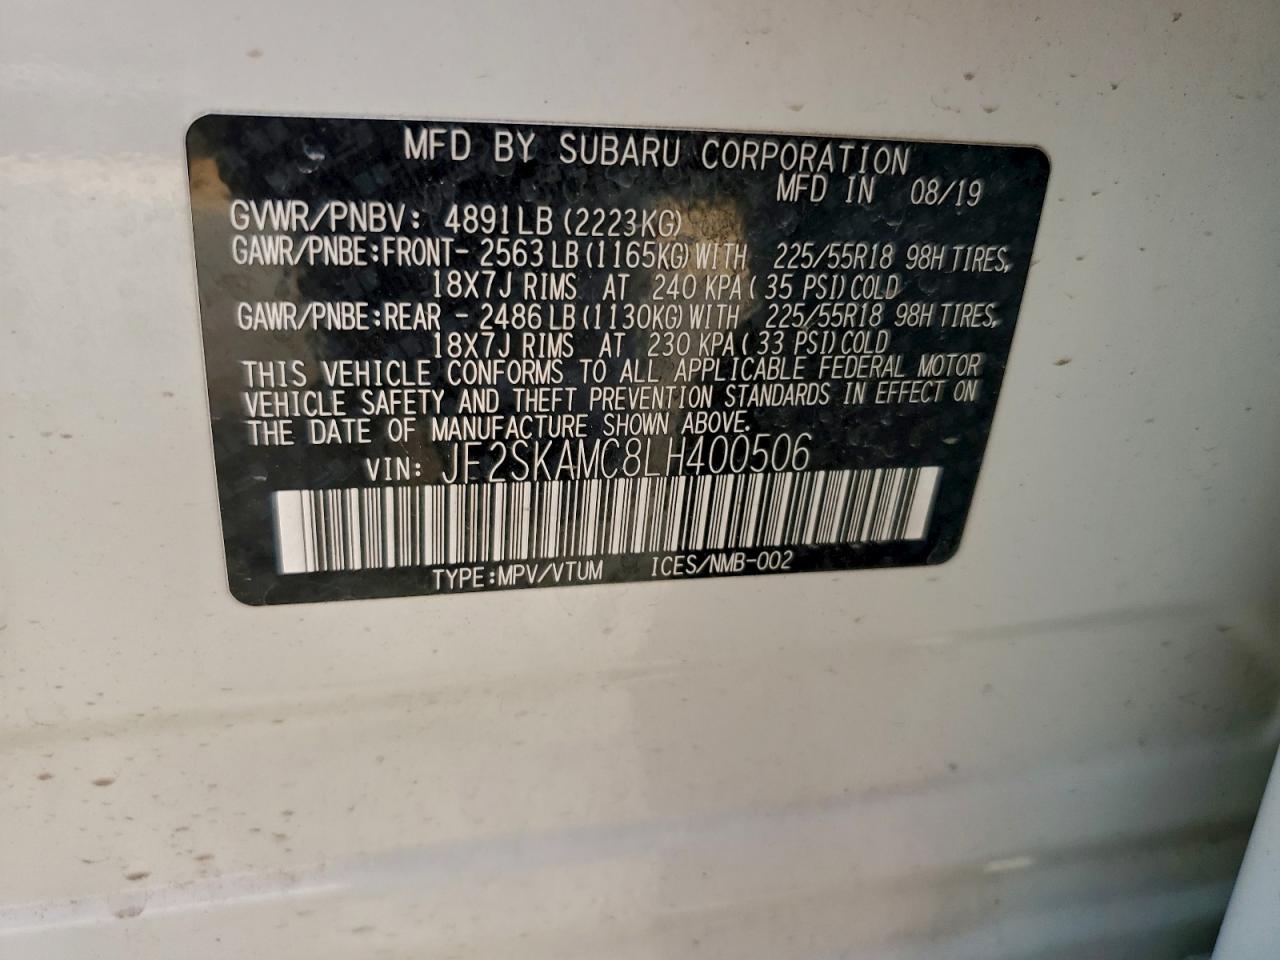 MFD BY SUBARU CORPORATION
MFD IN 08/19
GVWR/PNBV: 4891LB (2223KG)
GAWR/PNBE:FRONT- 2563LB (1165KG) WITH 225/55R18 98H TIRES,
18X7J RIMS AT 240 KPA ( 35 PSI) COLD
GAWR/PNBE:REAR - 2486LB (1130KG) WITH 225/55R18 98H TIRES,
18X7J RIMS AT 230 KPA ( 33 PSI) COLD
THIS VEHICLE CONFORMS TO ALL APPLICABLE FEDERAL MOTOR
VEHICLE SAFETY AND THEFT PREVENTION STANDARDS IN EFFECT ON
THE DATE OF MANUFACTURE SHOWN ABOVE.
VIN: JF2SKAMC8LH400506
TYPE:MPV/VTUM ICES/NMB-002